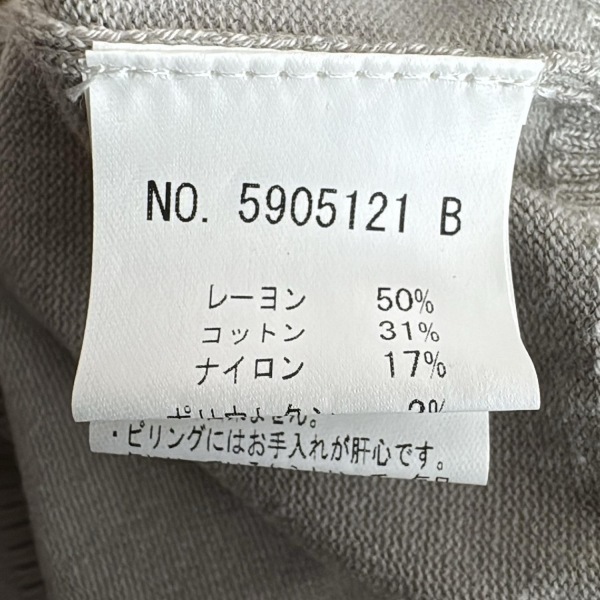 NO. 5905121 B
レーヨン 50%
コットン 31%
ナイロン 17%
・ピリングにはお手入れが肝心です。